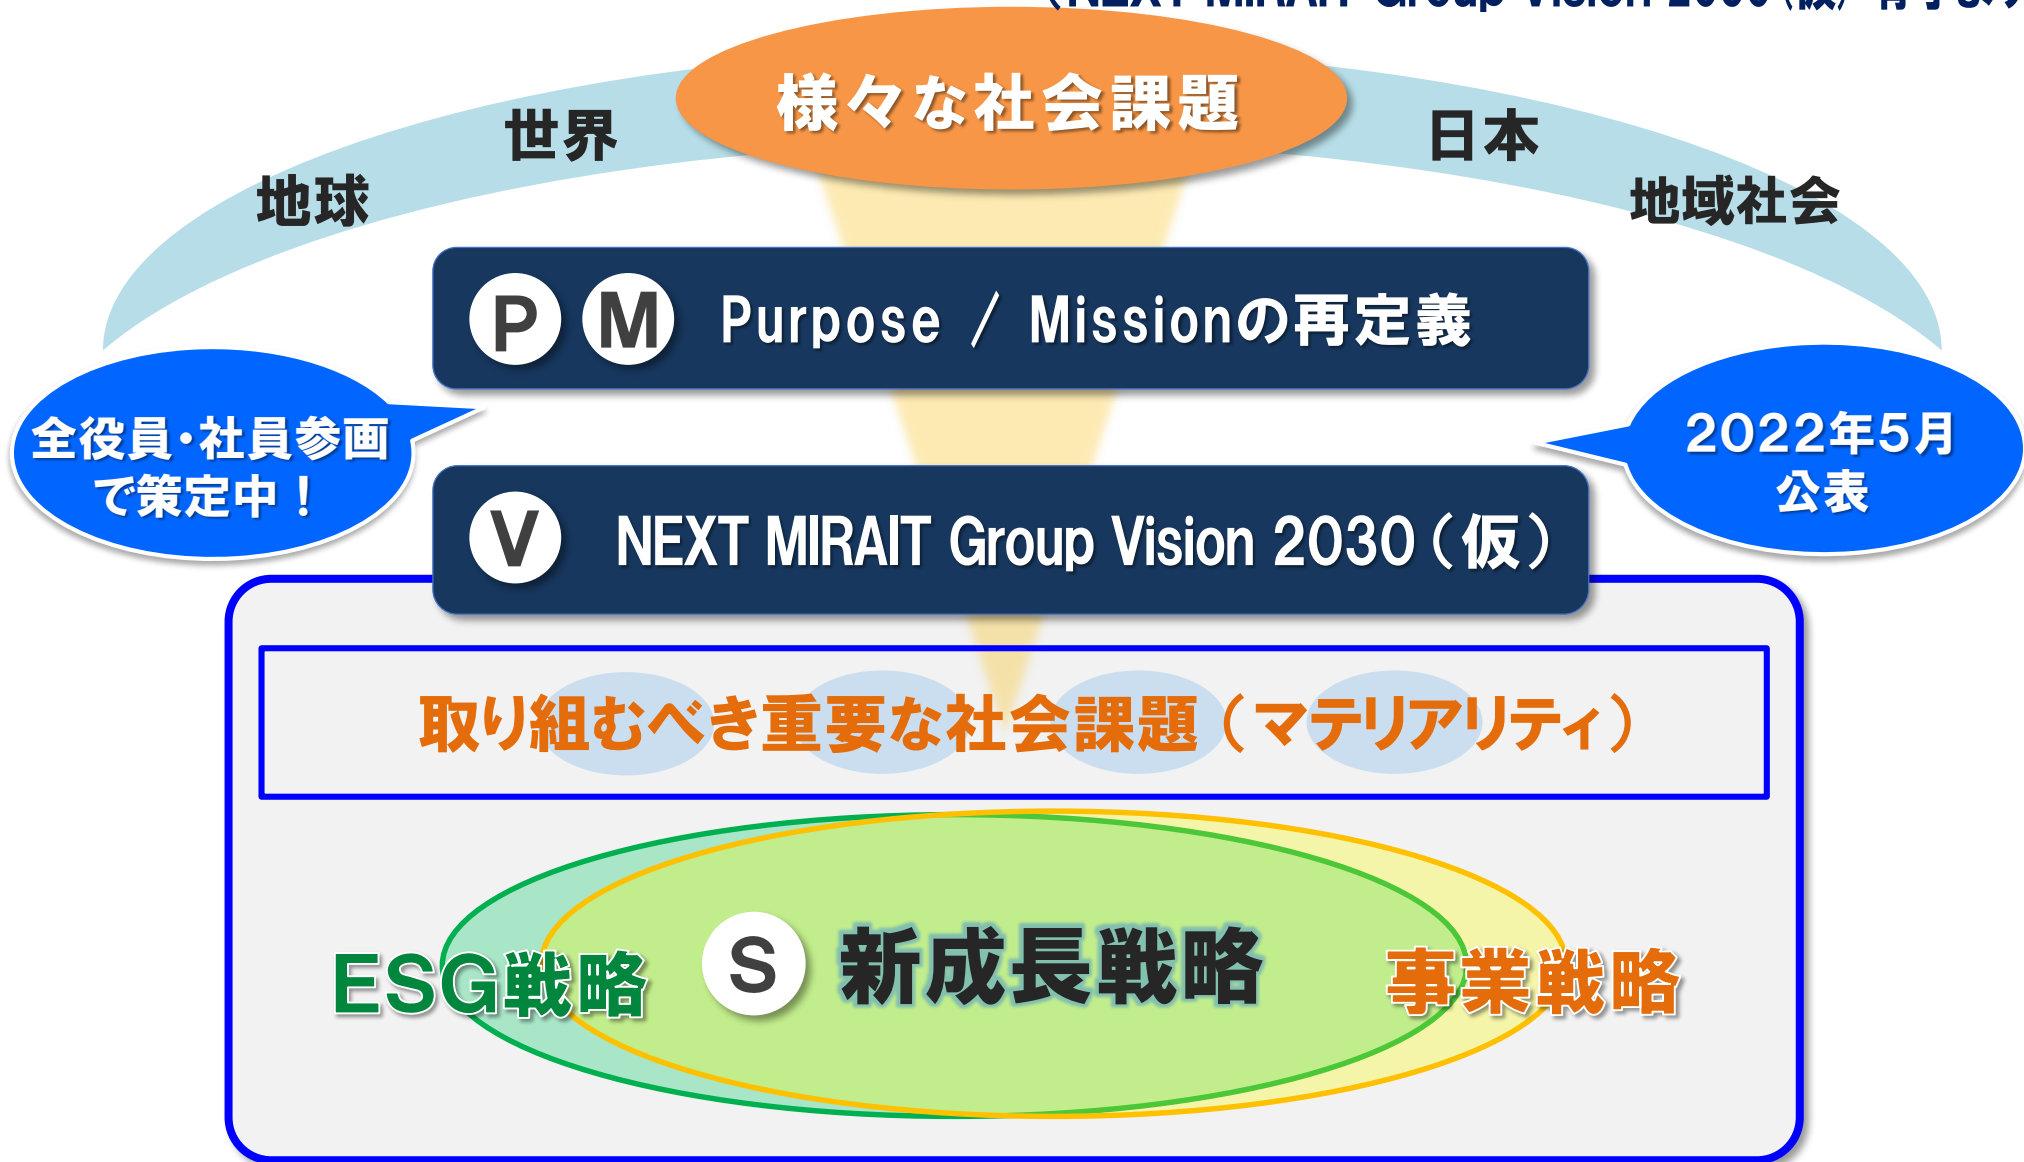 様々な社会課題
世界
日本
地球
地域社会
P M Purpose / Missionの再定義
全役員・社員参画
で策定中！
2022年5月
公表
V NEXT MIRAIT Group Vision 2030（仮）
取り組むべき重要な社会課題（マテリアリティ）
ESG戦略
S 新成長戦略
事業戦略